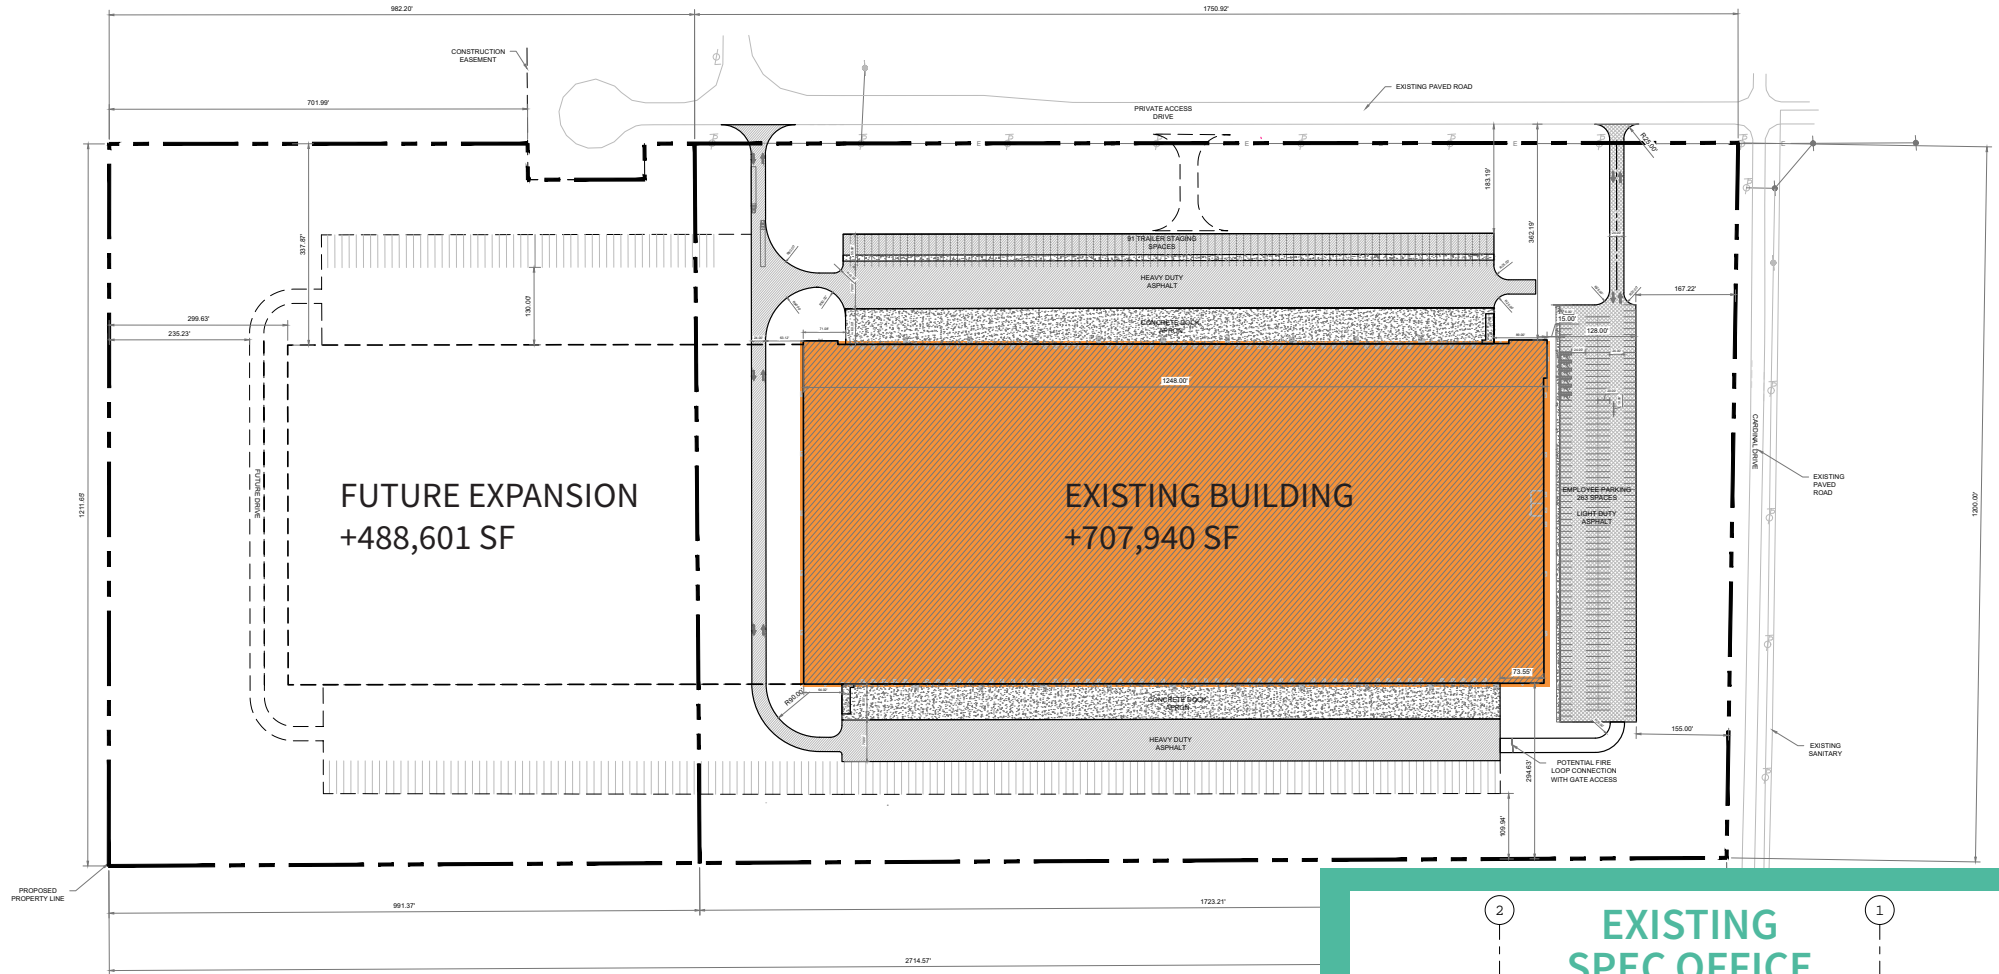 982.20'
1750.92'
CONSTRUCTION
EASEMENT
701.99'
EXISTING PAVED ROAD
PRIVATE ACCESS
DRIVE
R25.00'
E
E
E
E
337.87'
183.19'
362.19'
91 TRAILER STAGING
SPACES
HEAVY DUTY
ASPHALT
130.00'
167.22'
299.63'
235.23'
15.00'
128.00'
CONCRETE DOCK
APRON
1248.00'
FUTURE DRIVE
CARDINAL DRIVE
EXISTING
PAVED
ROAD
FUTURE EXPANSION
+488,601 SF
EXISTING BUILDING
+707,940 SF
EMPLOYEE PARKING
263 SPACES
LIGHT DUTY
ASPHALT
1211.66'
1200.00'
73.55'
R90.00'
CONCRETE DOCK
APRON
HEAVY DUTY
ASPHALT
155.00'
EXISTING
SANITARY
POTENTIAL FIRE
LOOP CONNECTION
WITH GATE ACCESS
294.63'
109.94'
PROPOSED
PROPERTY LINE
991.37'
1723.21'
2714.57'
2
1
EXISTING
SPEC OFFICE